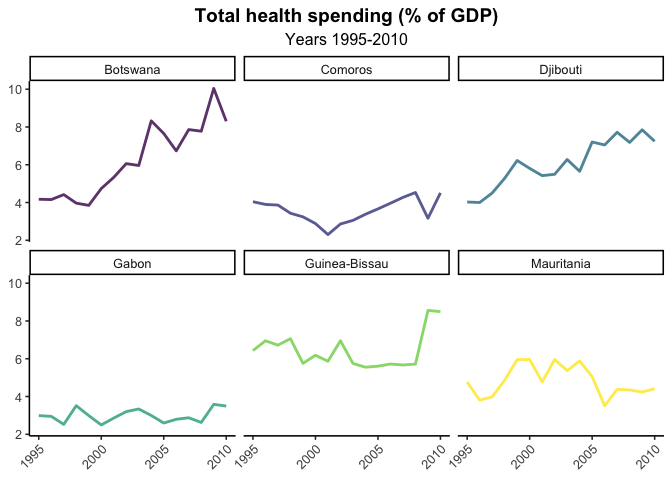 Total health spending (% of GDP)
Years 1995-2010
Botswana Comoros Djibouti
10
8
6
4
2
Gabon Guinea-Bissau Mauritania
10
8
6
4
2
1995 2000 2005 2010 1995 2000 2005 2010 1995 2000 2005 2010